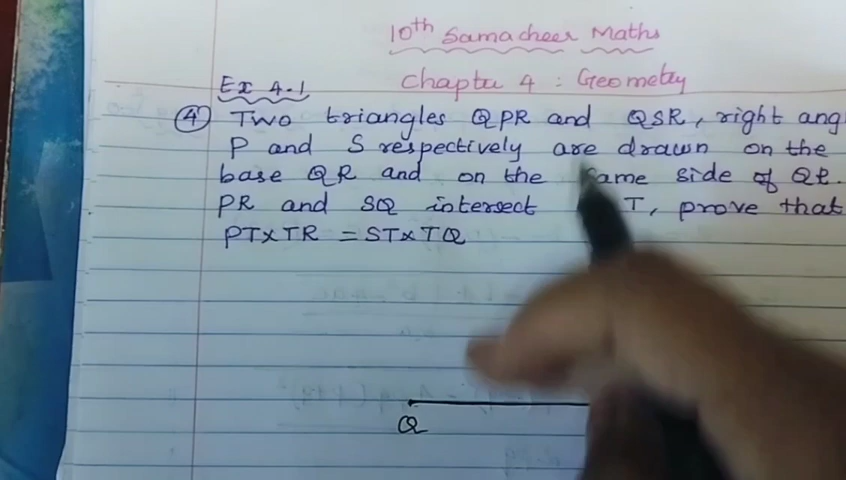 10th Samacheer Maths
Ex 4.1 Chapter 4 : Geometry
④ Two triangles QPR and QSR, right
P and S respectively are drawn on the
base QR and on the same side of QR.
PR and SQ intersect T, prove that
PT×TR = ST×TQ
Q